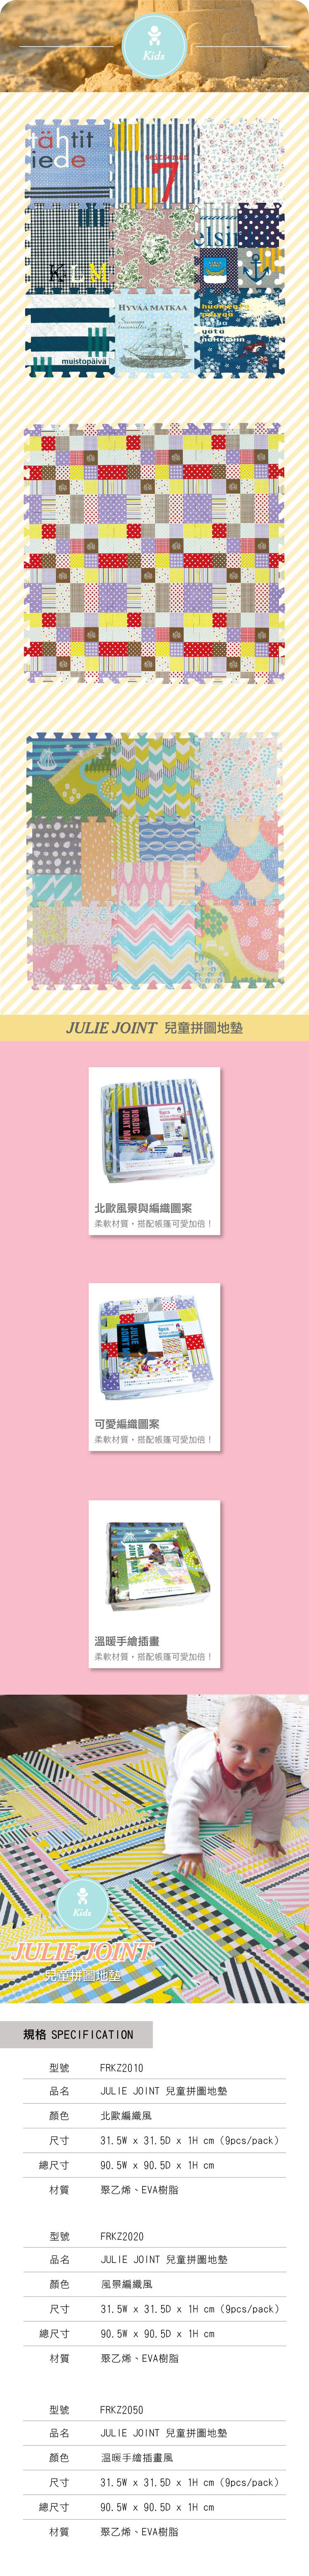 Kids
ähtit
iede
7
K L M
muistopäivä
HYVÄÄ MATKAA
JULIE JOINT 兒童拼圖地墊
NORDIC
JOINT MAT
北歐風景與編織圖案
柔軟材質，搭配帳篷可愛加倍！
JULIE
JOINT MAT
可愛編織圖案
柔軟材質，搭配帳篷可愛加倍！
溫暖手繪插畫
柔軟材質，搭配帳篷可愛加倍！
Kids
JULIE JOINT
兒童拼圖地墊
規格 SPECIFICATION
型號 FRKZ2010
品名 JULIE JOINT 兒童拼圖地墊
顏色 北歐編織風
尺寸 31.5W x 31.5D x 1H cm (9pcs/pack)
總尺寸 90.5W x 90.5D x 1H cm
材質 聚乙烯、EVA樹脂
型號 FRKZ2020
品名 JULIE JOINT 兒童拼圖地墊
顏色 風景編織風
尺寸 31.5W x 31.5D x 1H cm (9pcs/pack)
總尺寸 90.5W x 90.5D x 1H cm
材質 聚乙烯、EVA樹脂
型號 FRKZ2050
品名 JULIE JOINT 兒童拼圖地墊
顏色 溫暖手繪插畫風
尺寸 31.5W x 31.5D x 1H cm (9pcs/pack)
總尺寸 90.5W x 90.5D x 1H cm
材質 聚乙烯、EVA樹脂